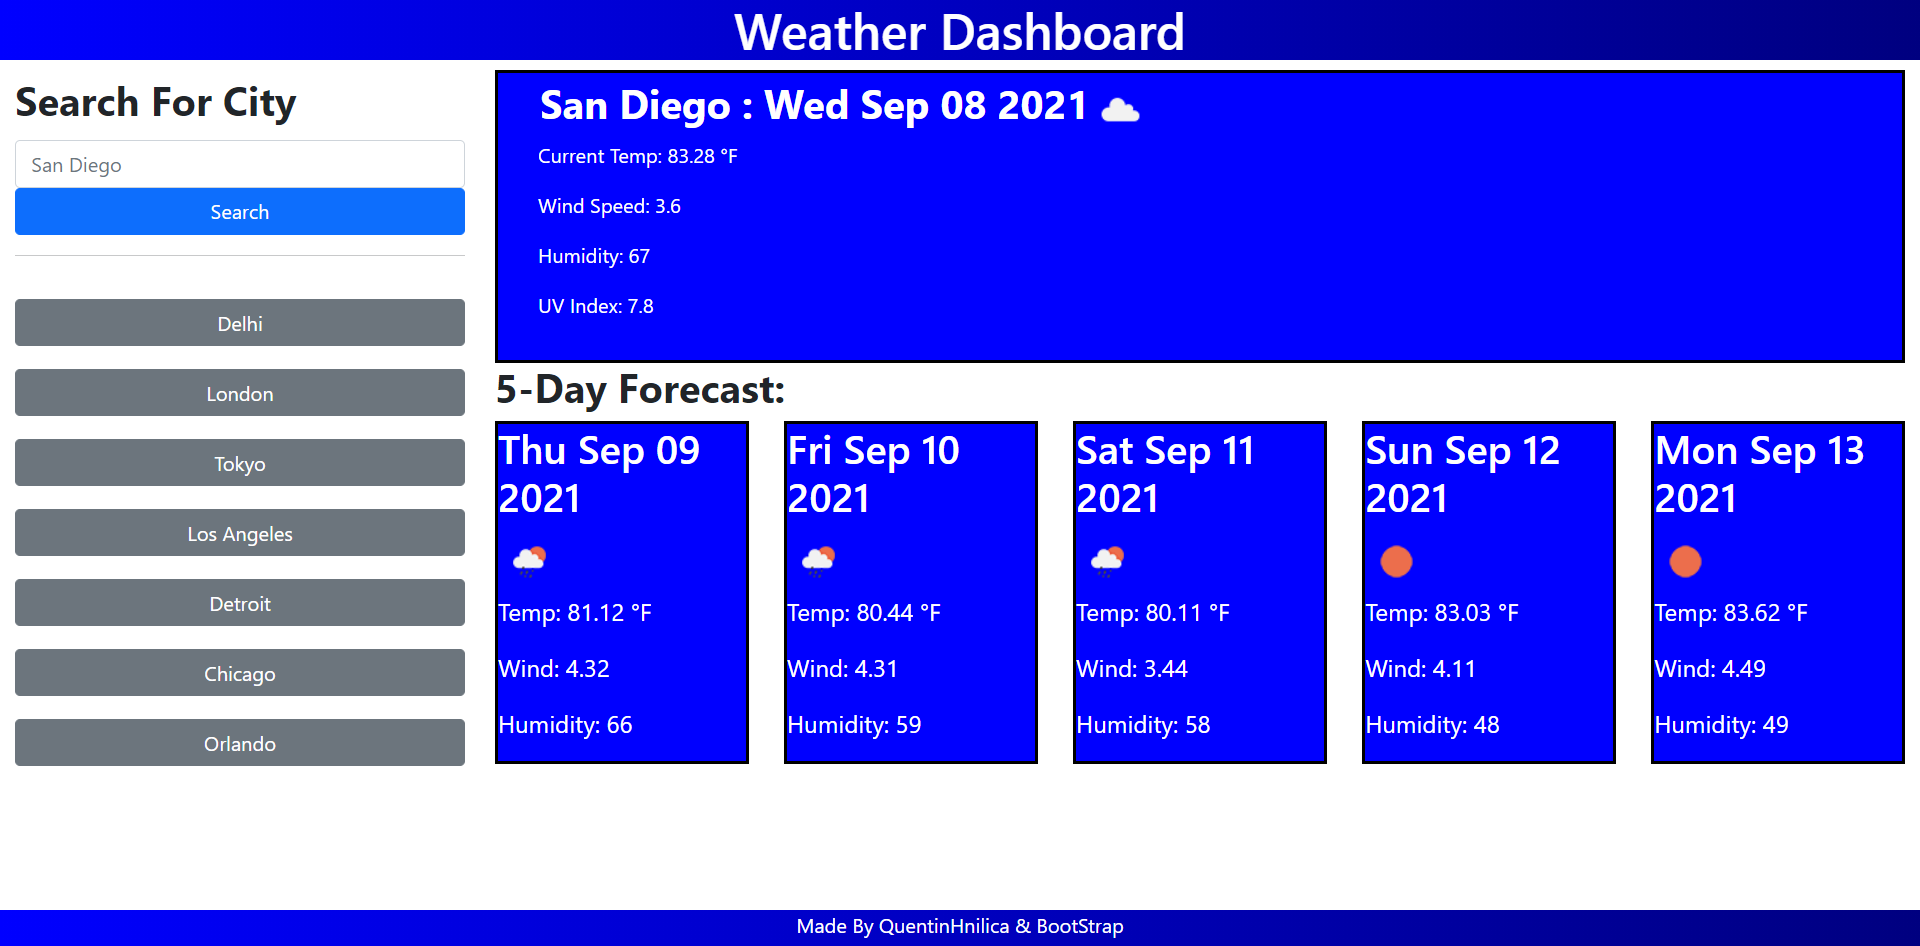 Weather Dashboard
Search For City
San Diego
Search
Delhi
London
Tokyo
Los Angeles
Detroit
Chicago
Orlando
San Diego : Wed Sep 08 2021
Current Temp: 83.28 °F
Wind Speed: 3.6
Humidity: 67
UV Index: 7.8
5-Day Forecast:
Thu Sep 09
2021
Temp: 81.12 °F
Wind: 4.32
Humidity: 66
Fri Sep 10
2021
Temp: 80.44 °F
Wind: 4.31
Humidity: 59
Sat Sep 11
2021
Temp: 80.11 °F
Wind: 3.44
Humidity: 58
Sun Sep 12
2021
Temp: 83.03 °F
Wind: 4.11
Humidity: 48
Mon Sep 13
2021
Temp: 83.62 °F
Wind: 4.49
Humidity: 49
Made By QuentinHnilica & BootStrap